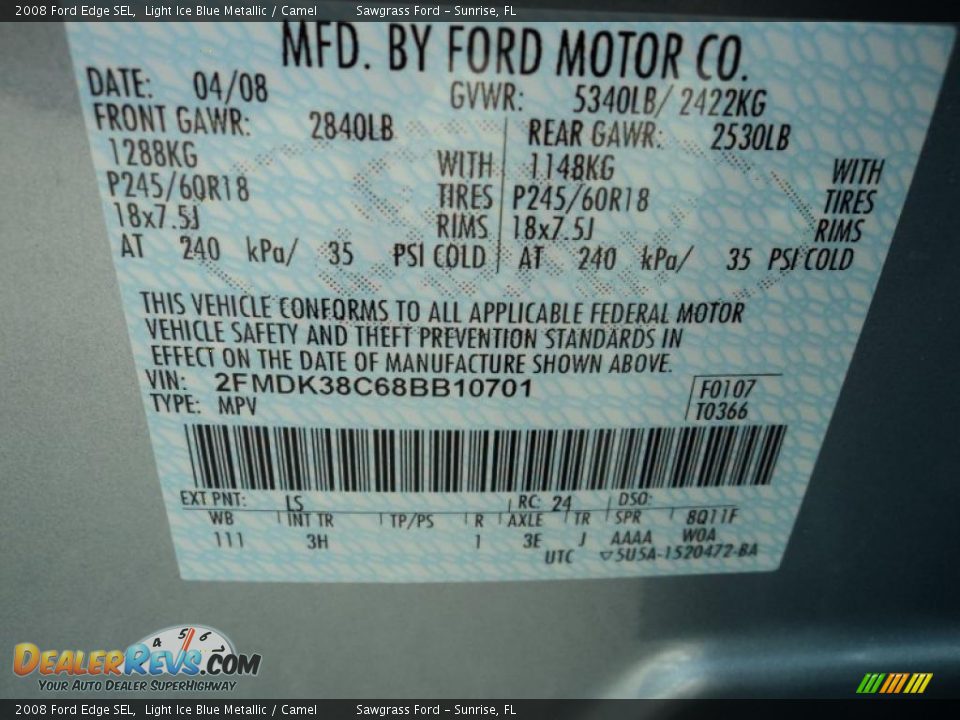 2008 Ford Edge SEL, Light Ice Blue Metallic / Camel Sawgrass Ford - Sunrise, FL
MFD. BY FORD MOTOR CO.
DATE: 04/08 GVWR: 5340LB/ 2422KG
FRONT GAWR: 2840LB REAR GAWR: 2530LB
1288KG WITH 1148KG WITH
P245/60R18 TIRES P245/60R18 TIRES
18x7.5J RIMS 18x7.5J RIMS
AT 240 kPa/ 35 PSI COLD AT 240 kPa/ 35 PSI COLD
THIS VEHICLE CONFORMS TO ALL APPLICABLE FEDERAL MOTOR
VEHICLE SAFETY AND THEFT PREVENTION STANDARDS IN
EFFECT ON THE DATE OF MANUFACTURE SHOWN ABOVE.
VIN: 2FMDK38C68BB10701 F0107
TYPE: MPV T0366
EXT PNT: LS RC: 24 DSO:
WB INT TR TP/PS R AXLE TR SPR 8Q11F
111 3H 1 3E J AAAA WOA
UTC ▽5U5A-1520472-BA
4 5 6
DEALERREVS.COM
YOUR AUTO DEALER SUPERHIGHWAY
2008 Ford Edge SEL, Light Ice Blue Metallic / Camel Sawgrass Ford - Sunrise, FL